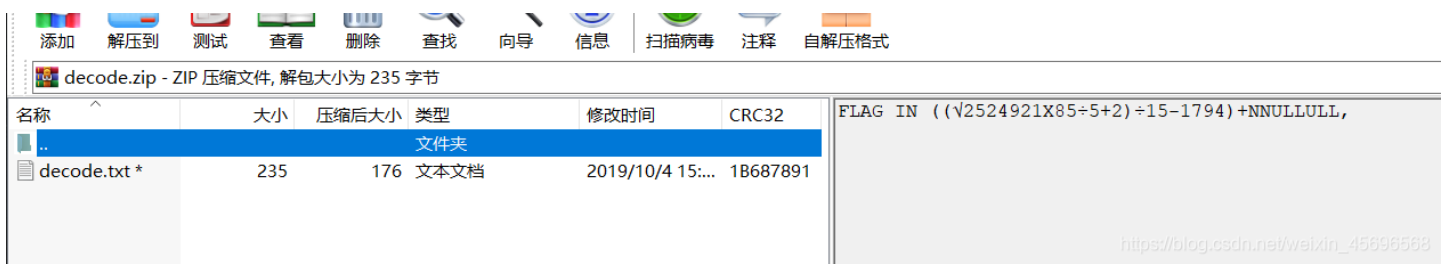 添加 解压到 测试 查看 删除 查找 向导 信息 扫描病毒 注释 自解压格式
decode.zip - ZIP 压缩文件, 解包大小为 235 字节
名称 大小 压缩后大小 类型 修改时间 CRC32
.. 文件夹
decode.txt * 235 176 文本文档 2019/10/4 15:... 1B687891
FLAG IN ((√2524921X85÷5+2)÷15-1794)+NNULLULL,
https://blog.csdn.net/weixin_45696568